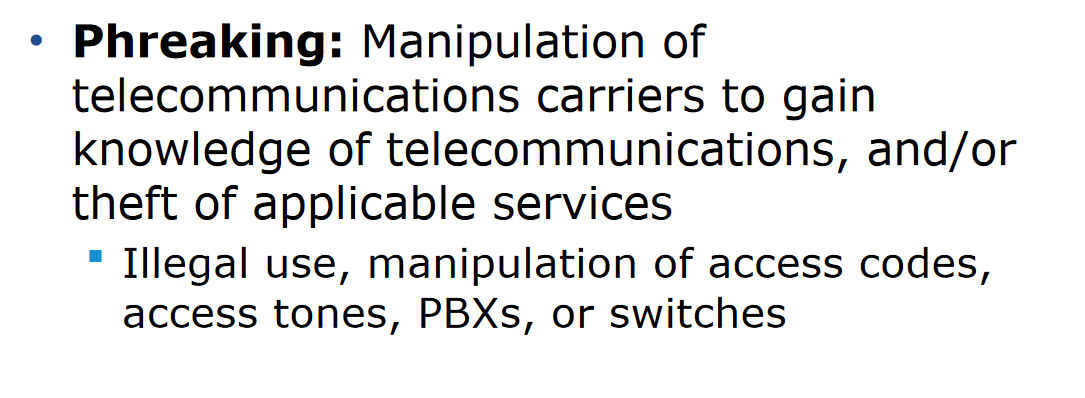 • Phreaking: Manipulation of
telecommunications carriers to gain
knowledge of telecommunications, and/or
theft of applicable services
▪ Illegal use, manipulation of access codes,
access tones, PBXs, or switches